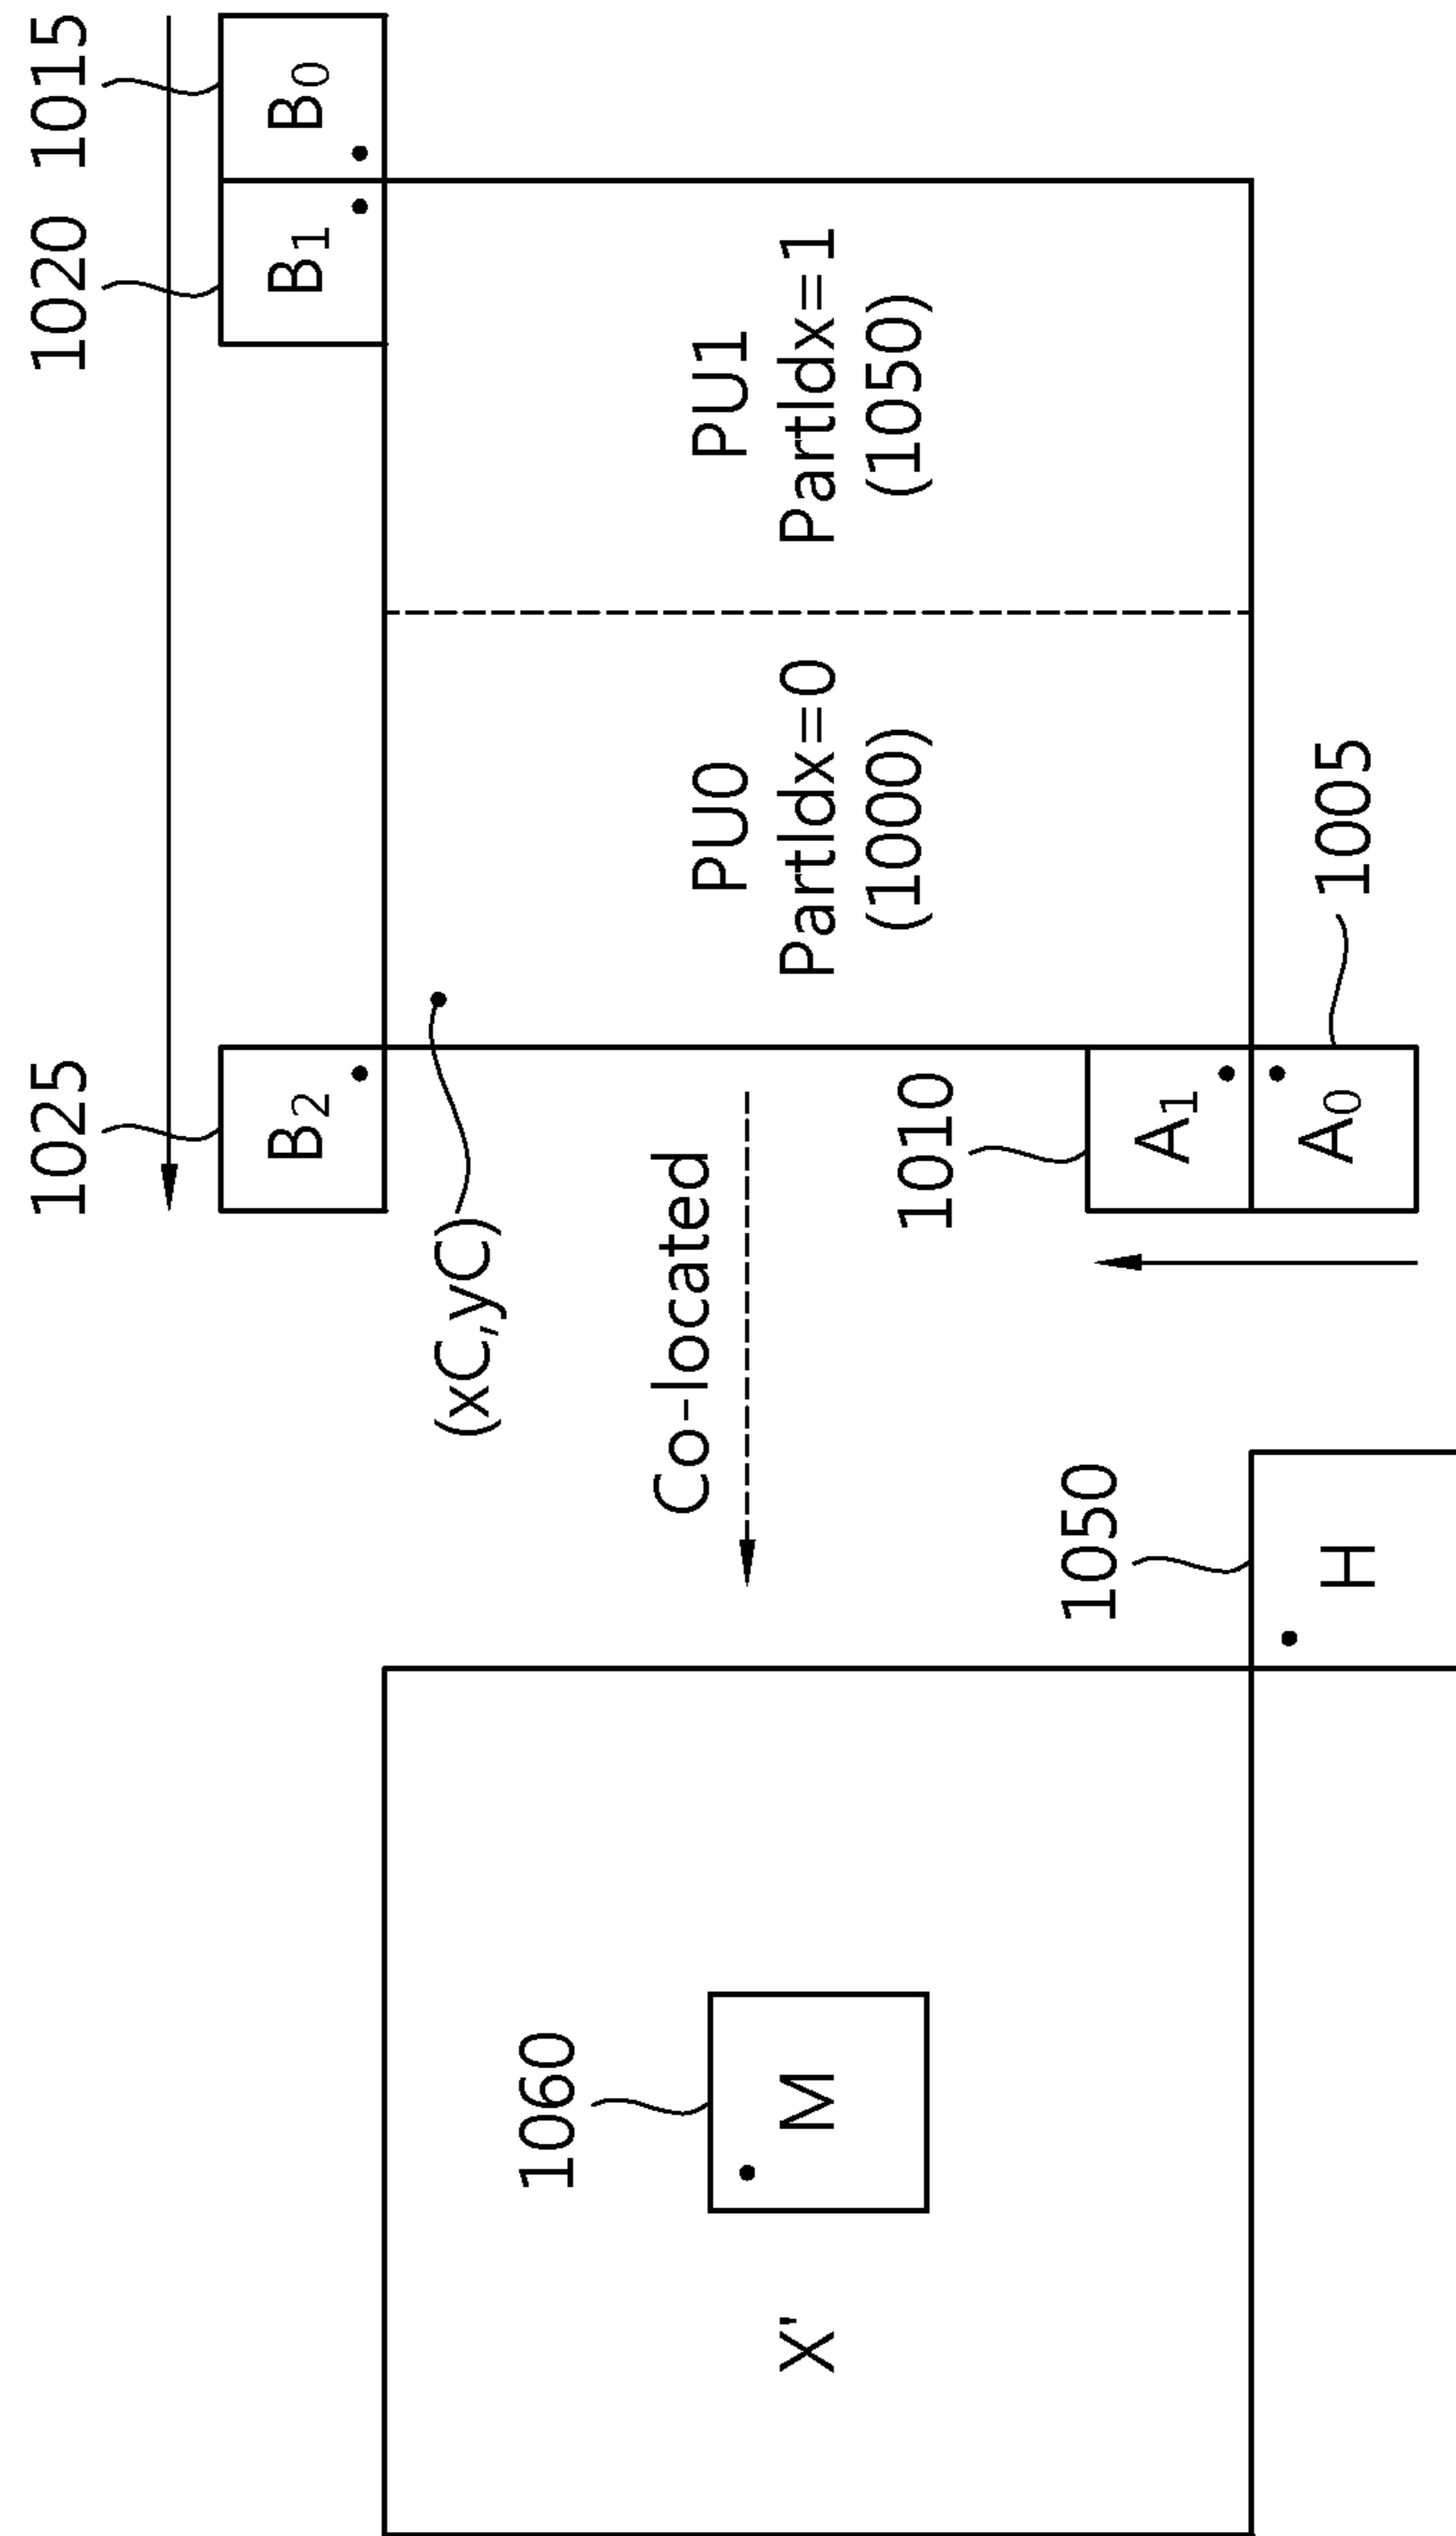 1025
1020
1015
B2
B1
B0
(xC,yC)
1060
Co-located
X'
M
PU0
PartIdx=0
(1000)
PU1
PartIdx=1
(1050)
1010
1050
A1
H
A0
1005